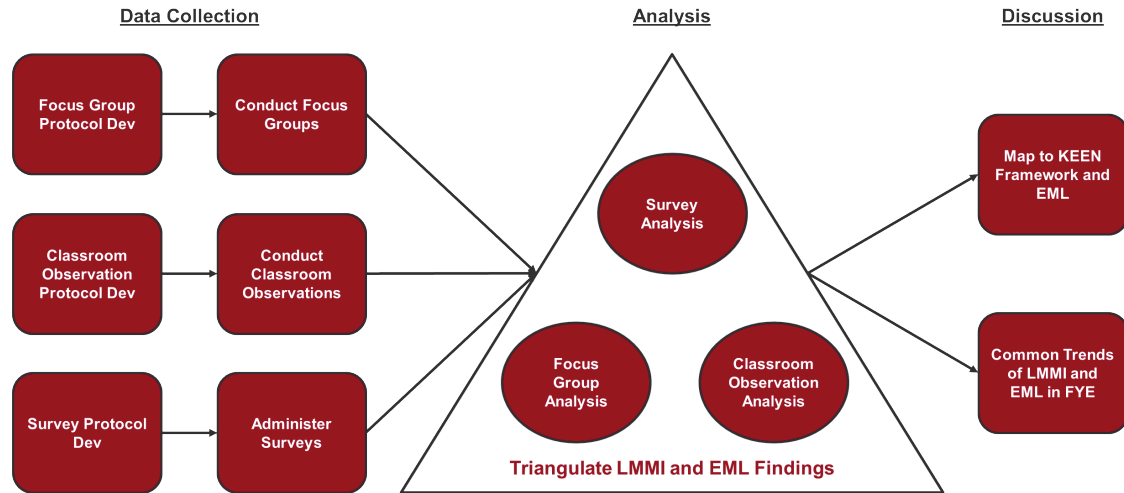 Data Collection
Analysis
Discussion
Focus Group
Protocol Dev
Conduct Focus
Groups
Classroom
Observation
Protocol Dev
Conduct
Classroom
Observations
Survey Protocol
Dev
Administer
Surveys
Survey
Analysis
Focus
Group
Analysis
Classroom
Observation
Analysis
Triangulate LMMI and EML Findings
Map to KEEN
Framework and
EML
Common Trends
of LMMI and
EML in FYE